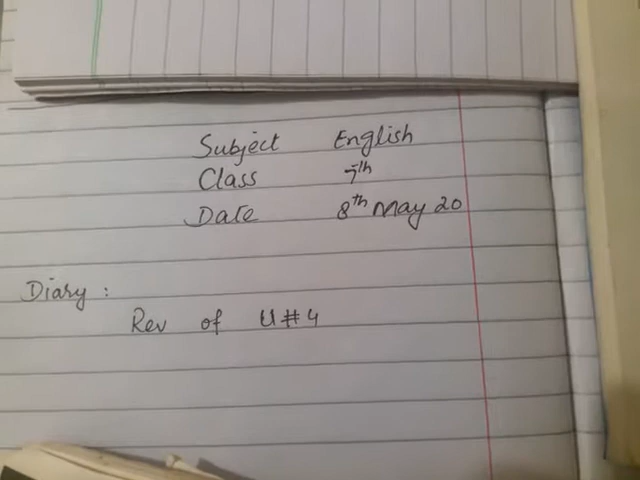 Subject English
Class 7th
Date 8th May 20
Diary :
Rev of U#4